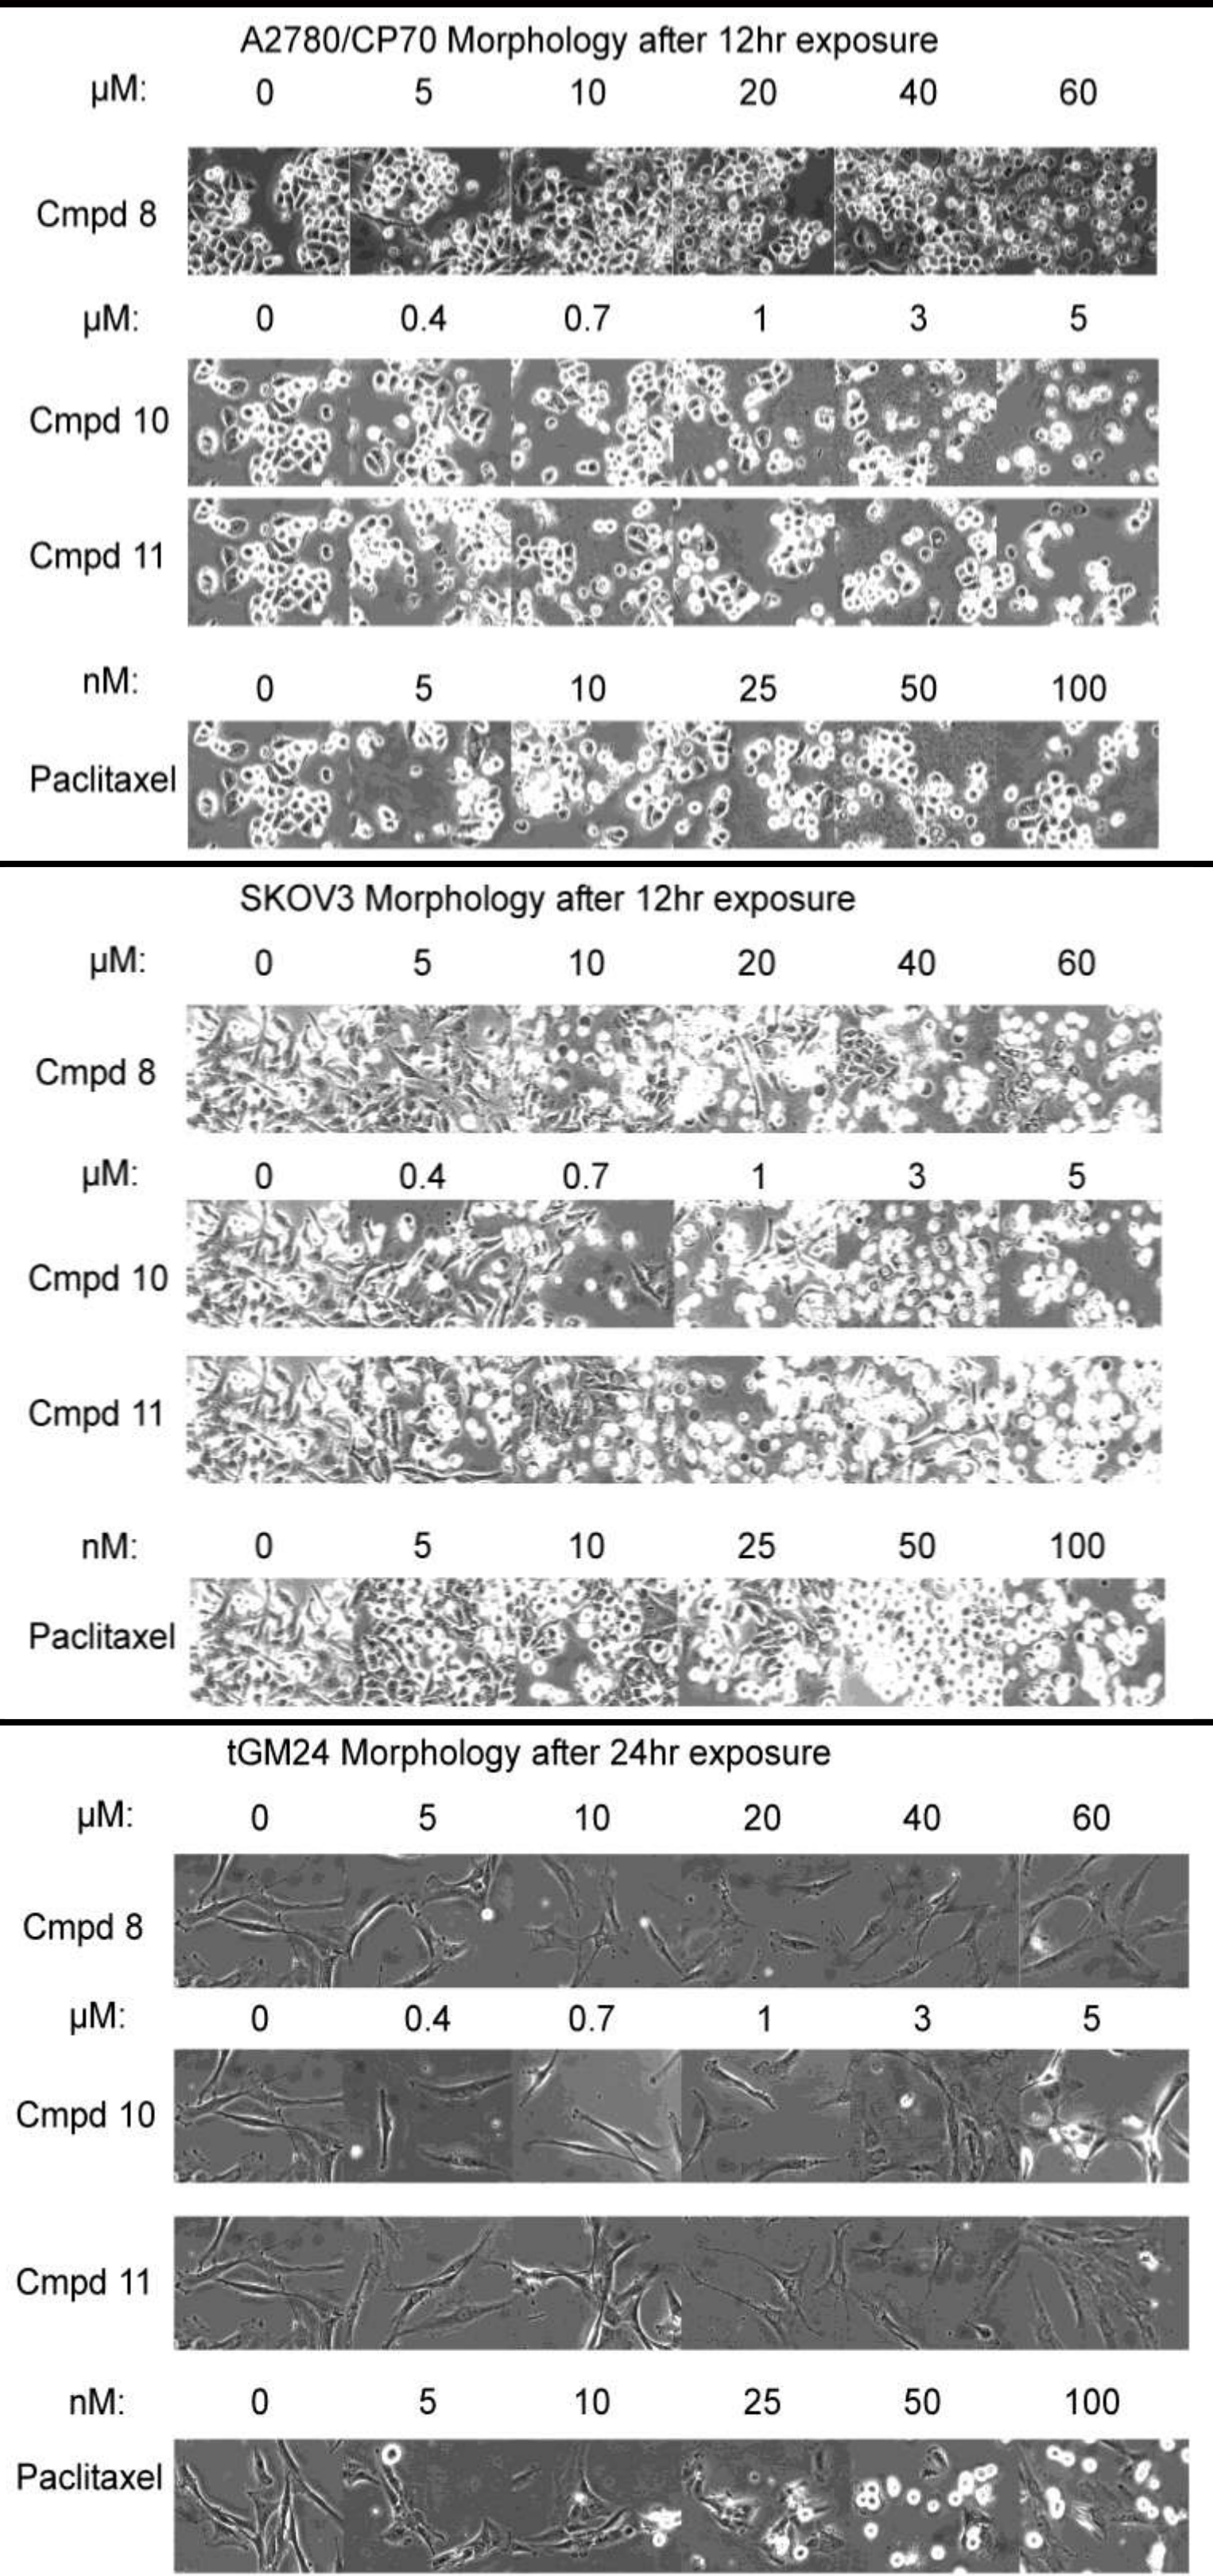 A2780/CP70 Morphology after 12hr exposure
µM: 0 5 10 20 40 60
Cmpd 8
µM: 0 0.4 0.7 1 3 5
Cmpd 10
Cmpd 11
nM: 0 5 10 25 50 100
Paclitaxel
SKOV3 Morphology after 12hr exposure
µM: 0 5 10 20 40 60
Cmpd 8
µM: 0 0.4 0.7 1 3 5
Cmpd 10
Cmpd 11
nM: 0 5 10 25 50 100
Paclitaxel
tGM24 Morphology after 24hr exposure
µM: 0 5 10 20 40 60
Cmpd 8
µM: 0 0.4 0.7 1 3 5
Cmpd 10
Cmpd 11
nM: 0 5 10 25 50 100
Paclitaxel